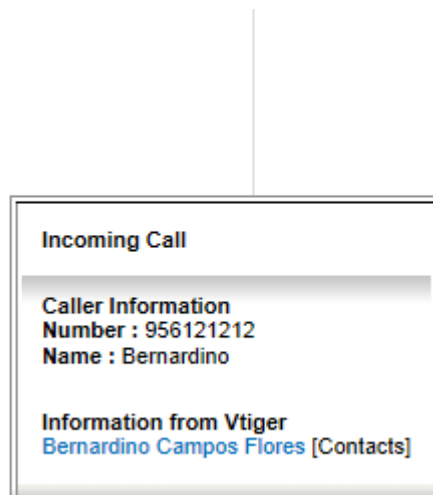 Incoming Call
Caller Information
Number : 956121212
Name : Bernardino
Information from Vtiger
Bernardino Campos Flores [Contacts]